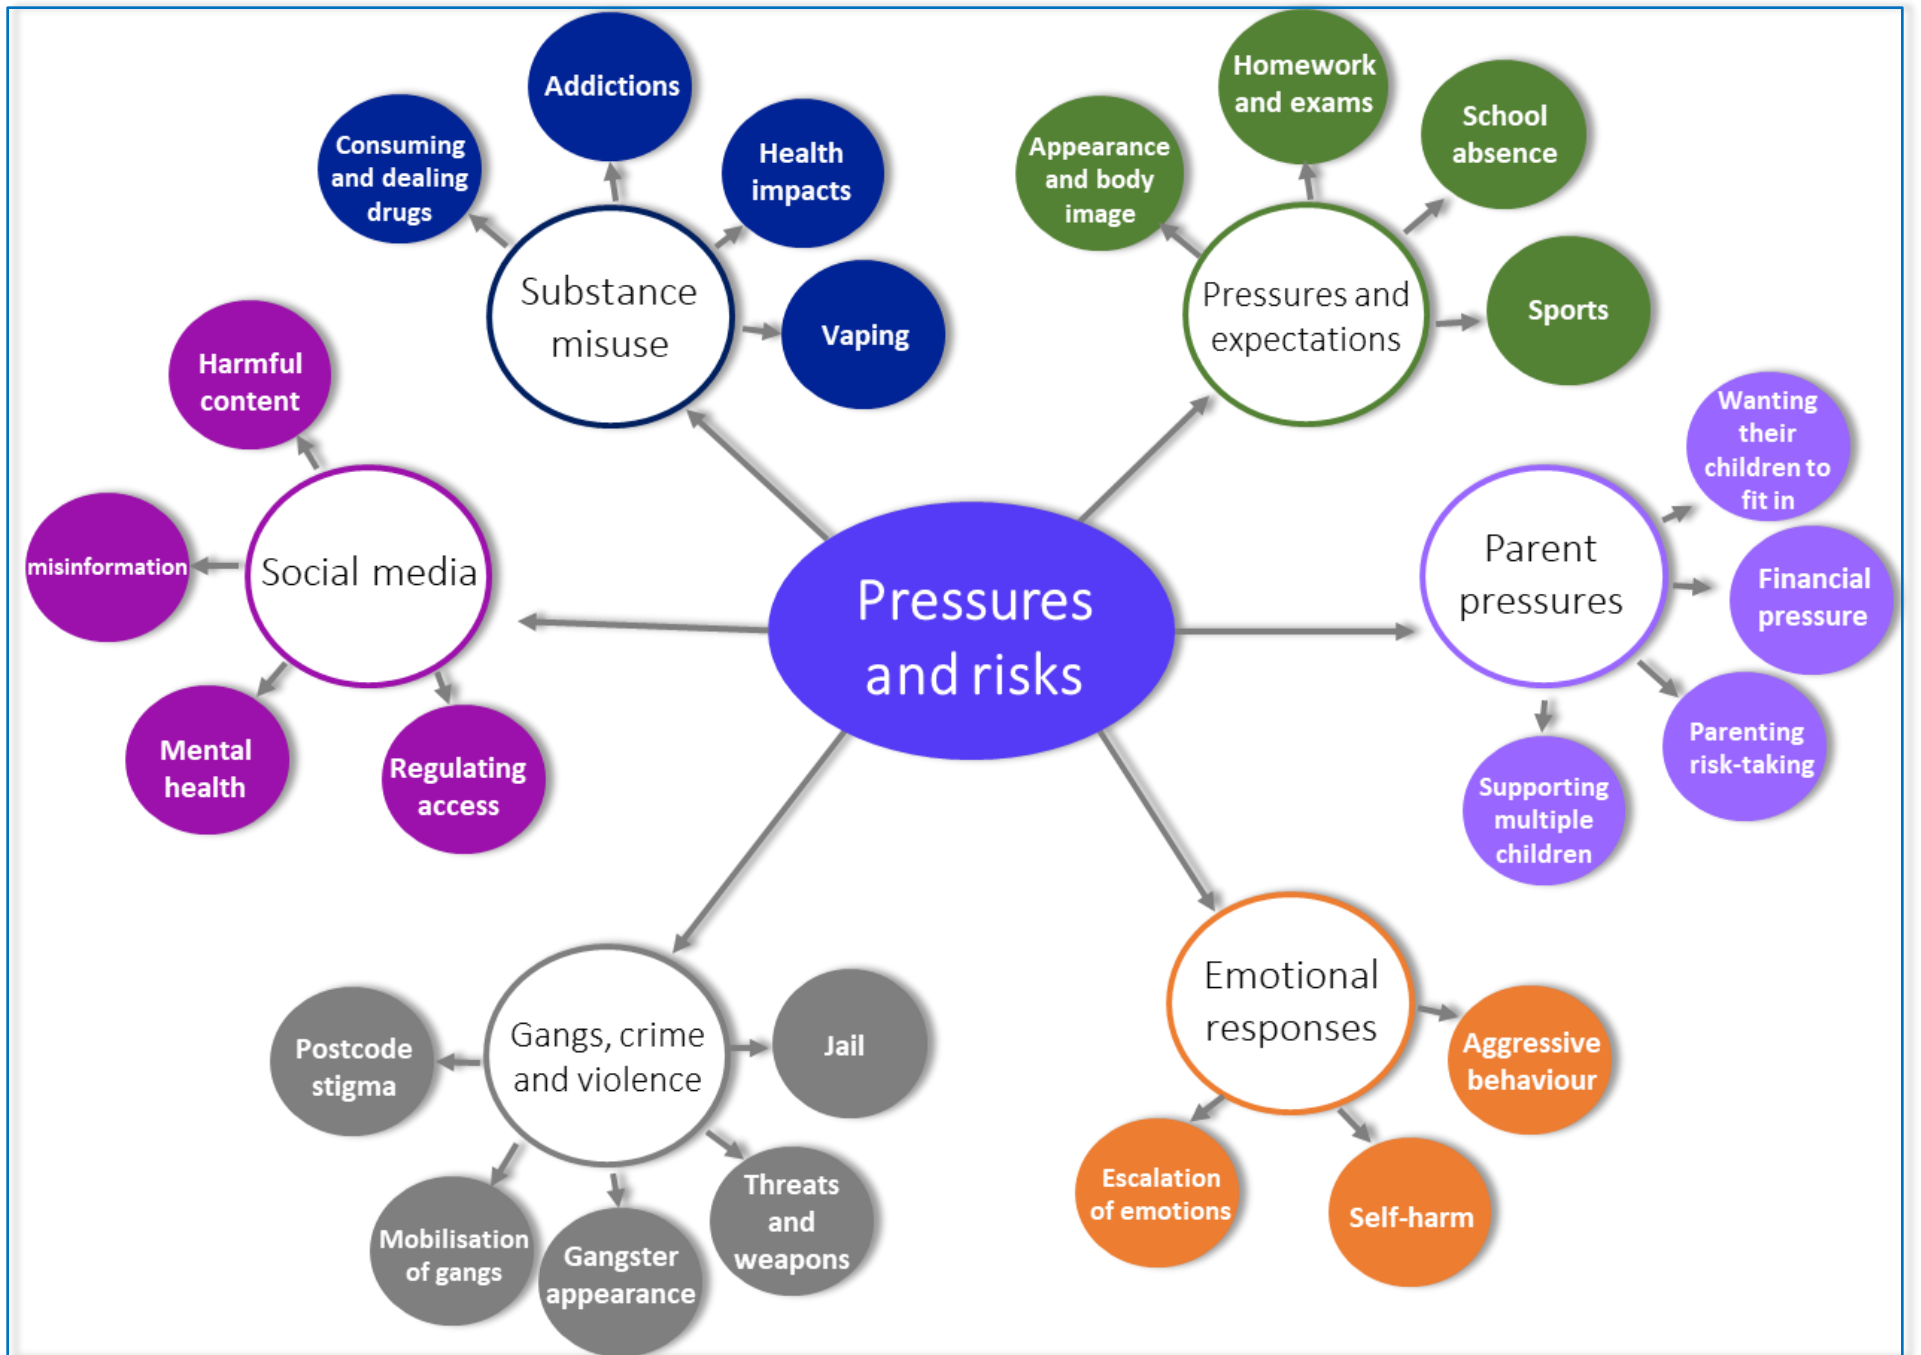 Pressures
and risks
Substance
misuse
Consuming
and dealing
drugs
Addictions
Health
impacts
Vaping
Pressures and
expectations
Appearance
and body
image
Homework
and exams
School
absence
Sports
Parent
pressures
Wanting
their
children to
fit in
Financial
pressure
Parenting
risk-taking
Supporting
multiple
children
Emotional
responses
Aggressive
behaviour
Self-harm
Escalation
of emotions
Gangs, crime
and violence
Jail
Threats
and
weapons
Gangster
appearance
Mobilisation
of gangs
Postcode
stigma
Social media
Regulating
access
Mental
health
misinformation
Harmful
content